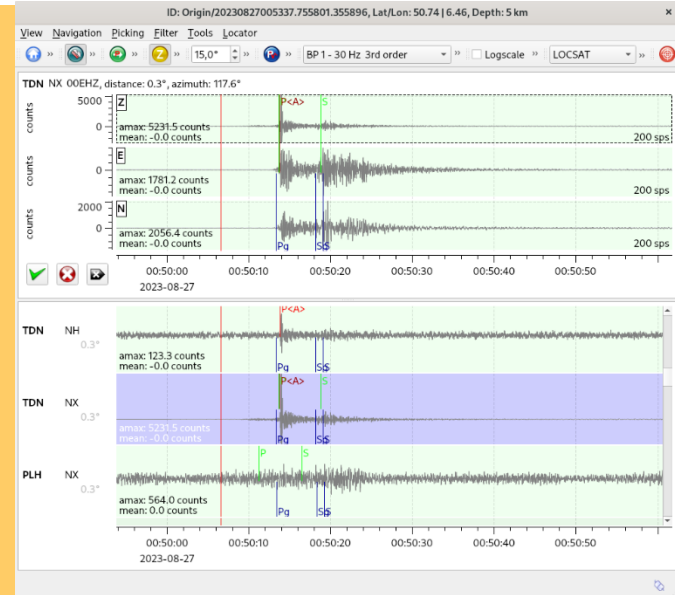 ID: Origin/20230827005337.755801.355896, Lat/Lon: 50.74 | 6.46, Depth: 5 km ×
View Navigation Picking Filter Tools Locator
» » » 15,0° » BP 1 - 30 Hz 3rd order » Logscale » LOCSAT »
TDN NX 00EHZ, distance: 0.3°, azimuth: 117.6°
counts 5000 0 Z P<A> S
amax: 5231.5 counts
mean: -0.0 counts 200 sps
counts 0 E
amax: 1781.2 counts
mean: -0.0 counts 200 sps
counts 2000 0 N
amax: 2056.4 counts
mean: -0.0 counts Pg Sg S 200 sps
00:50:00 00:50:10 00:50:20 00:50:30 00:50:40 00:50:50
2023-08-27
P<A>
TDN NH
0.3°
amax: 123.3 counts
mean: -0.0 counts Pg Sg S
P<A> S
TDN NX
0.3°
amax: 5231.5 counts
mean: -0.0 counts Pg Sg S
P S
PLH NX
0.3°
amax: 564.0 counts
mean: 0.0 counts Pg Sg S
00:50:00 00:50:10 00:50:20 00:50:30 00:50:40 00:50:50
2023-08-27